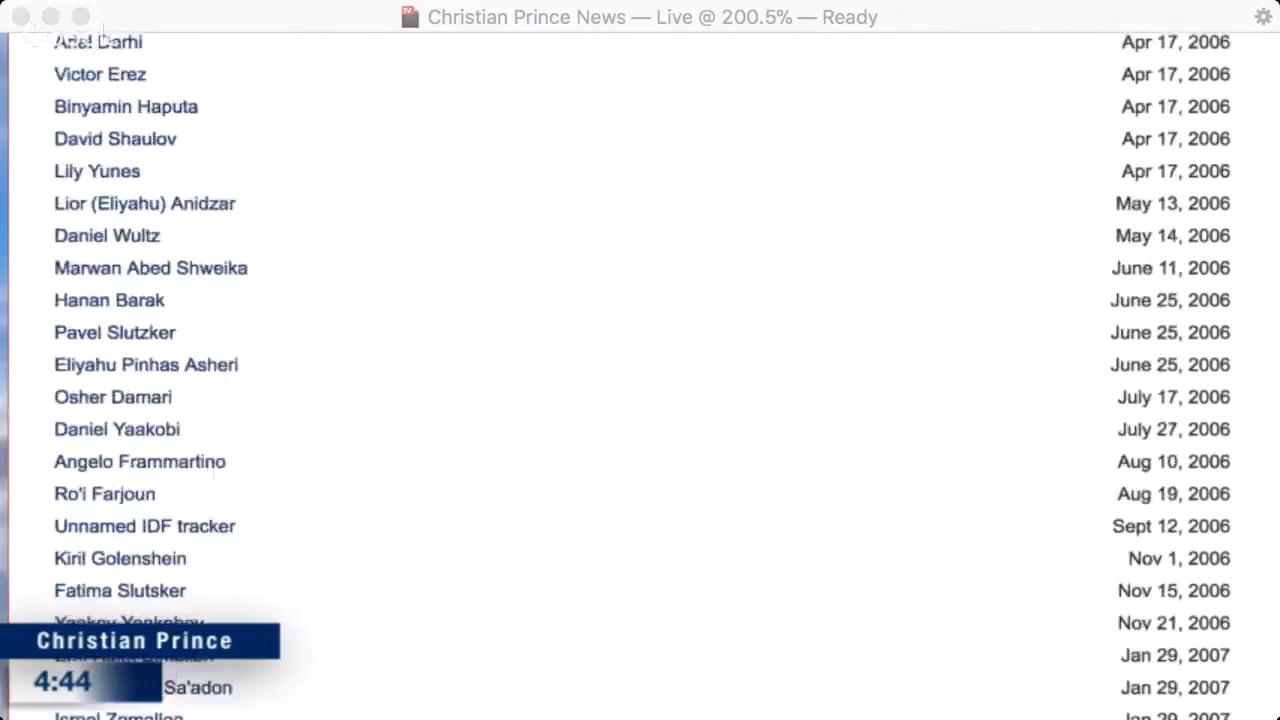 Christian Prince News — Live @ 200.5% — Ready
Ariel Darhi Apr 17, 2006
Victor Erez Apr 17, 2006
Binyamin Haputa Apr 17, 2006
David Shaulov Apr 17, 2006
Lily Yunes Apr 17, 2006
Lior (Eliyahu) Anidzar May 13, 2006
Daniel Wultz May 14, 2006
Marwan Abed Shweika June 11, 2006
Hanan Barak June 25, 2006
Pavel Slutzker June 25, 2006
Eliyahu Pinhas Asheri June 25, 2006
Osher Damari July 17, 2006
Daniel Yaakobi July 27, 2006
Angelo Frammartino Aug 10, 2006
Ro'i Farjoun Aug 19, 2006
Unnamed IDF tracker Sept 12, 2006
Kiril Golenshein Nov 1, 2006
Fatima Slutsker Nov 15, 2006
Nov 21, 2006
Christian Prince
Jan 29, 2007
4:44
Sa'adon Jan 29, 2007
Jan 29, 2007